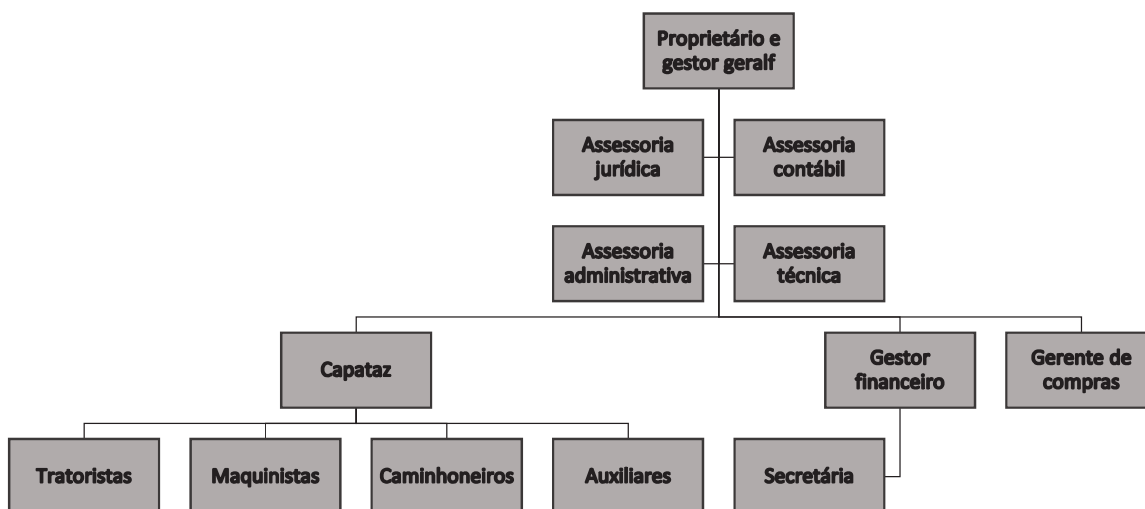 Proprietário e
gestor geralf
Assessoria
jurídica
Assessoria
contábil
Assessoria
administrativa
Assessoria
técnica
Capataz
Gestor
financeiro
Gerente de
compras
Tratoristas
Maquinistas
Caminhoneiros
Auxiliares
Secretária